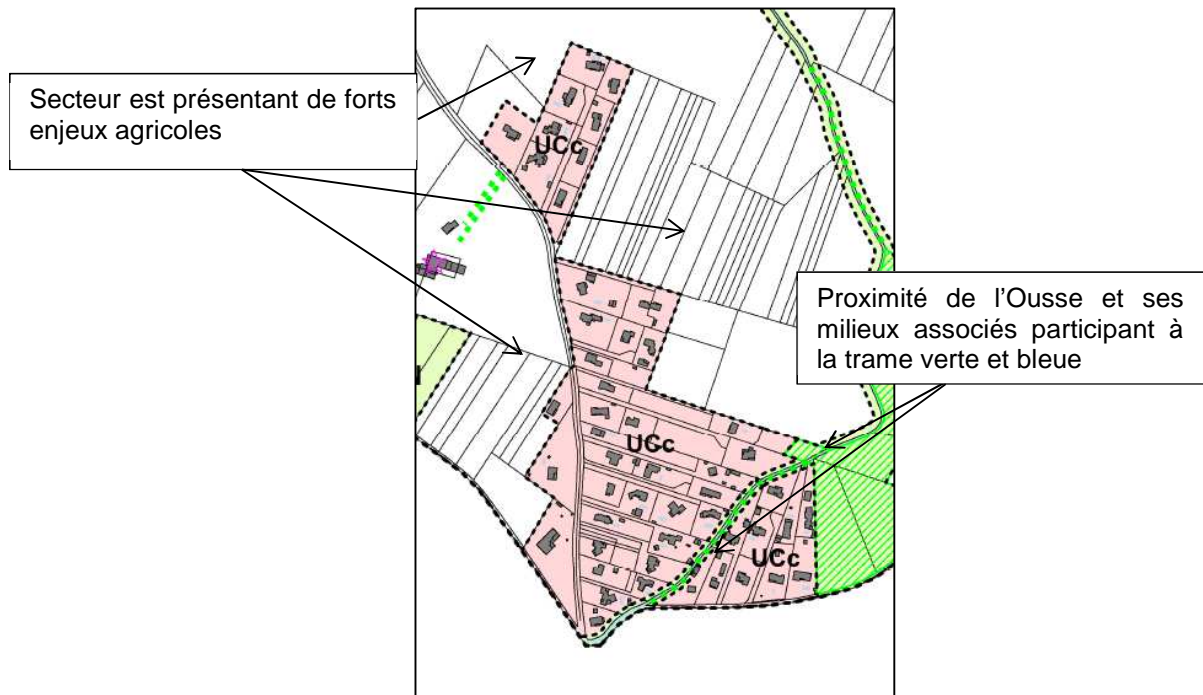 Secteur est présentant de forts
enjeux agricoles
UCc
Proximité de l'Ousse et ses
milieux associés participant à
la trame verte et bleue
UCc
UCc